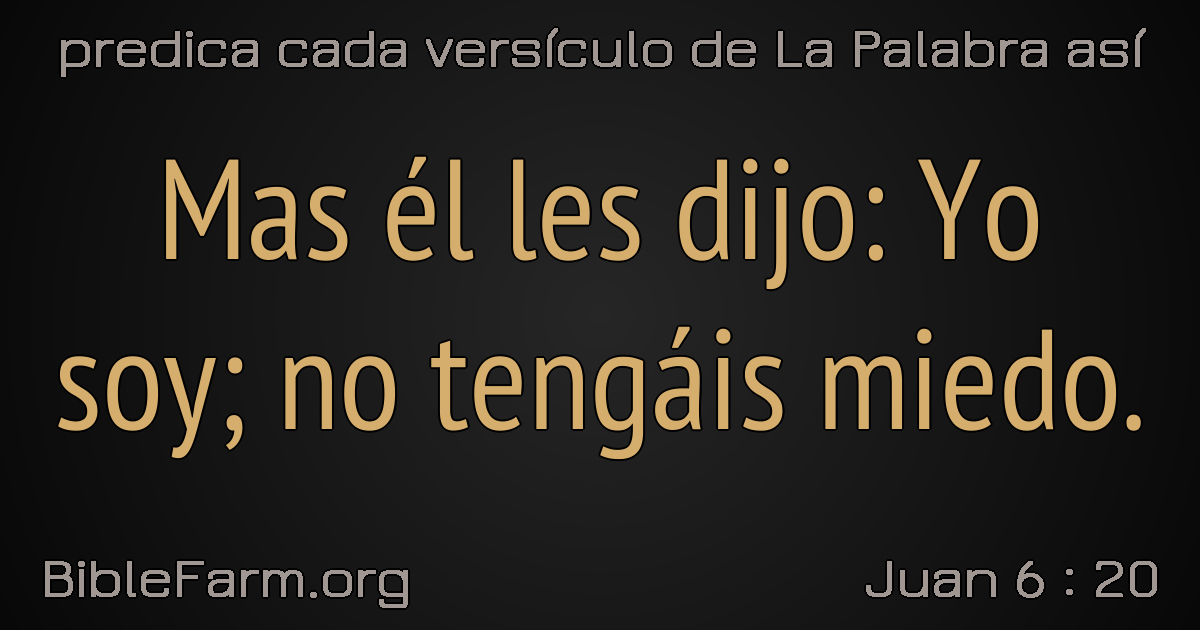 predica cada versículo de La Palabra así
Mas él les dijo: Yo
soy; no tengáis miedo.
BibleFarm.org
Juan 6 : 20